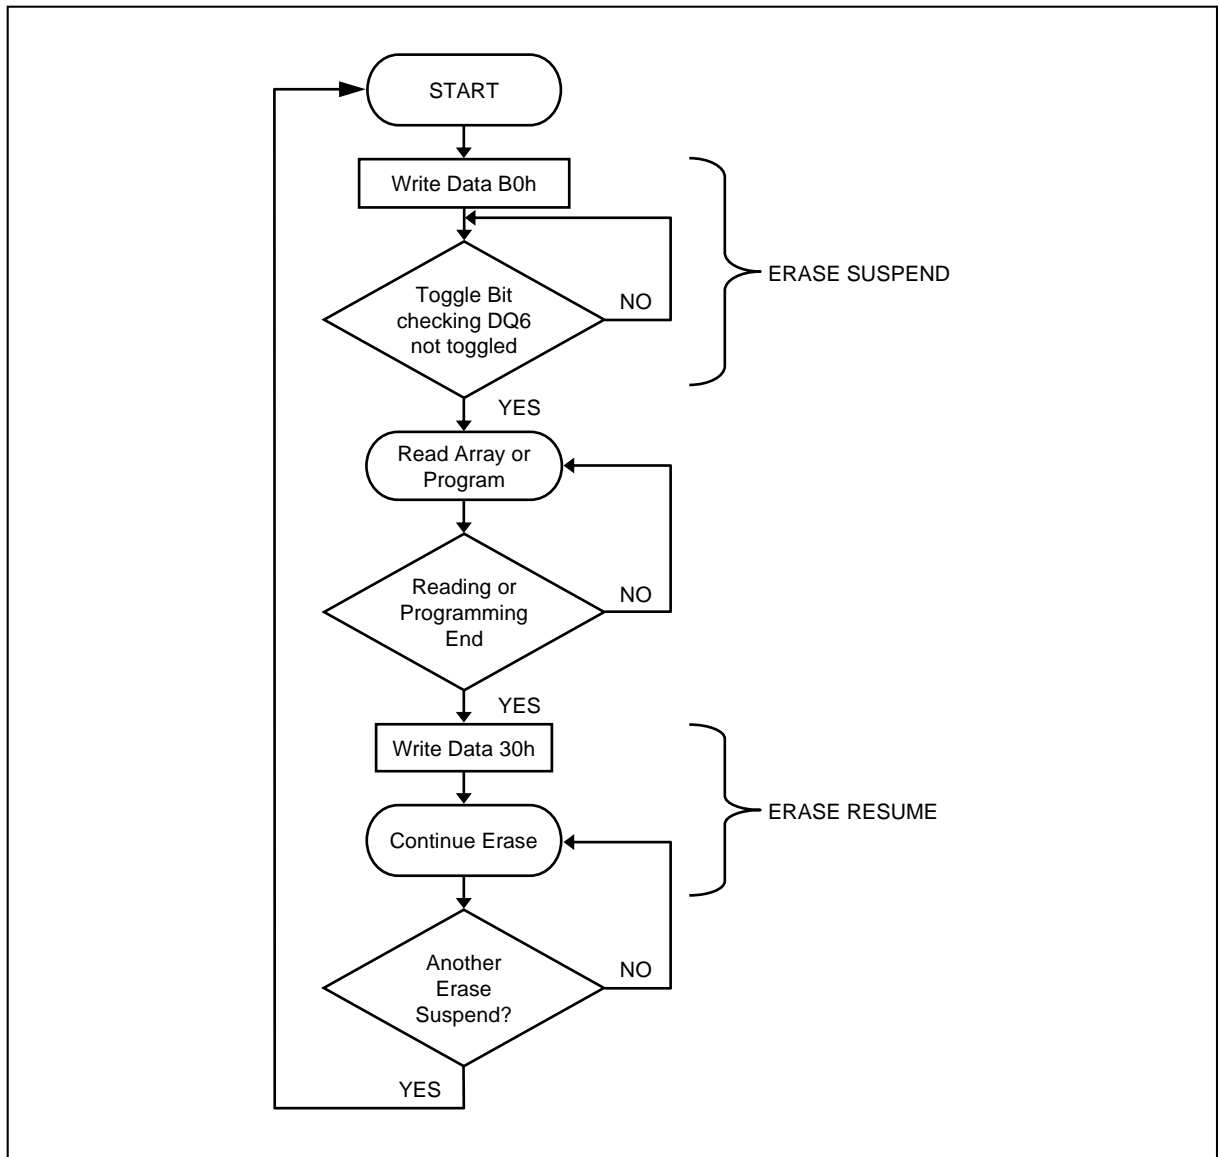 START
Write Data B0h
ERASE SUSPEND
Toggle Bit
checking DQ6
not toggled
NO
YES
Read Array or
Program
Reading or
Programming
End
NO
YES
Write Data 30h
ERASE RESUME
Continue Erase
Another
Erase
Suspend?
NO
YES